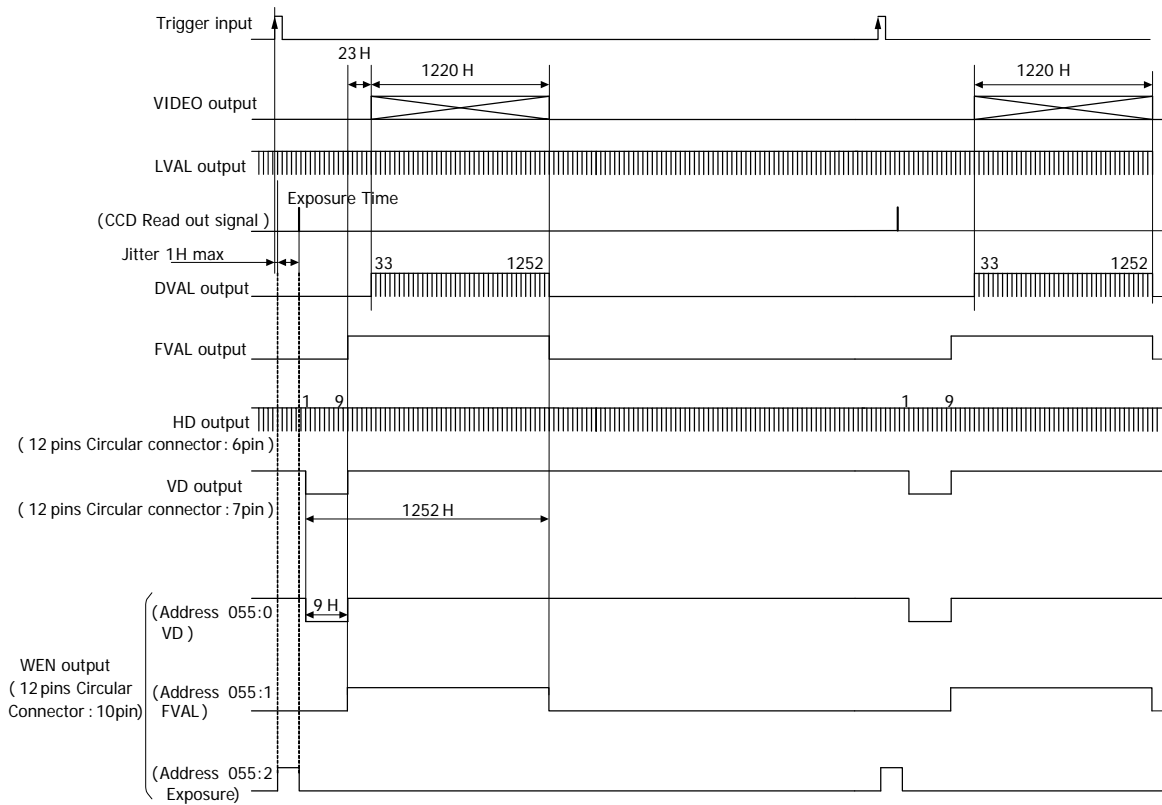 Trigger input
23 H
1220 H
1220 H
VIDEO output
LVAL output
Exposure Time
(CCD Read out signal)
Jitter 1H max
33
1252
33
1252
DVAL output
FVAL output
1
9
1
9
HD output
( 12 pins Circular connector : 6pin )
VD output
( 12 pins Circular connector : 7pin )
1252 H
(Address 055:0
VD )
9 H
WEN output
( 12 pins Circular
Connector : 10pin)
(Address 055:1
FVAL)
(Address 055:2
Exposure)